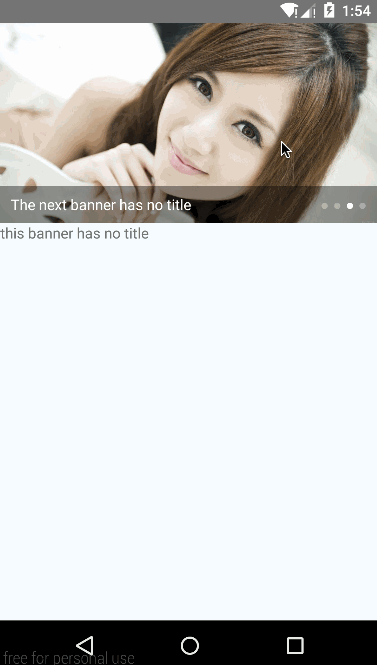 1:54
The next banner has no title
this banner has no title
free for personal use